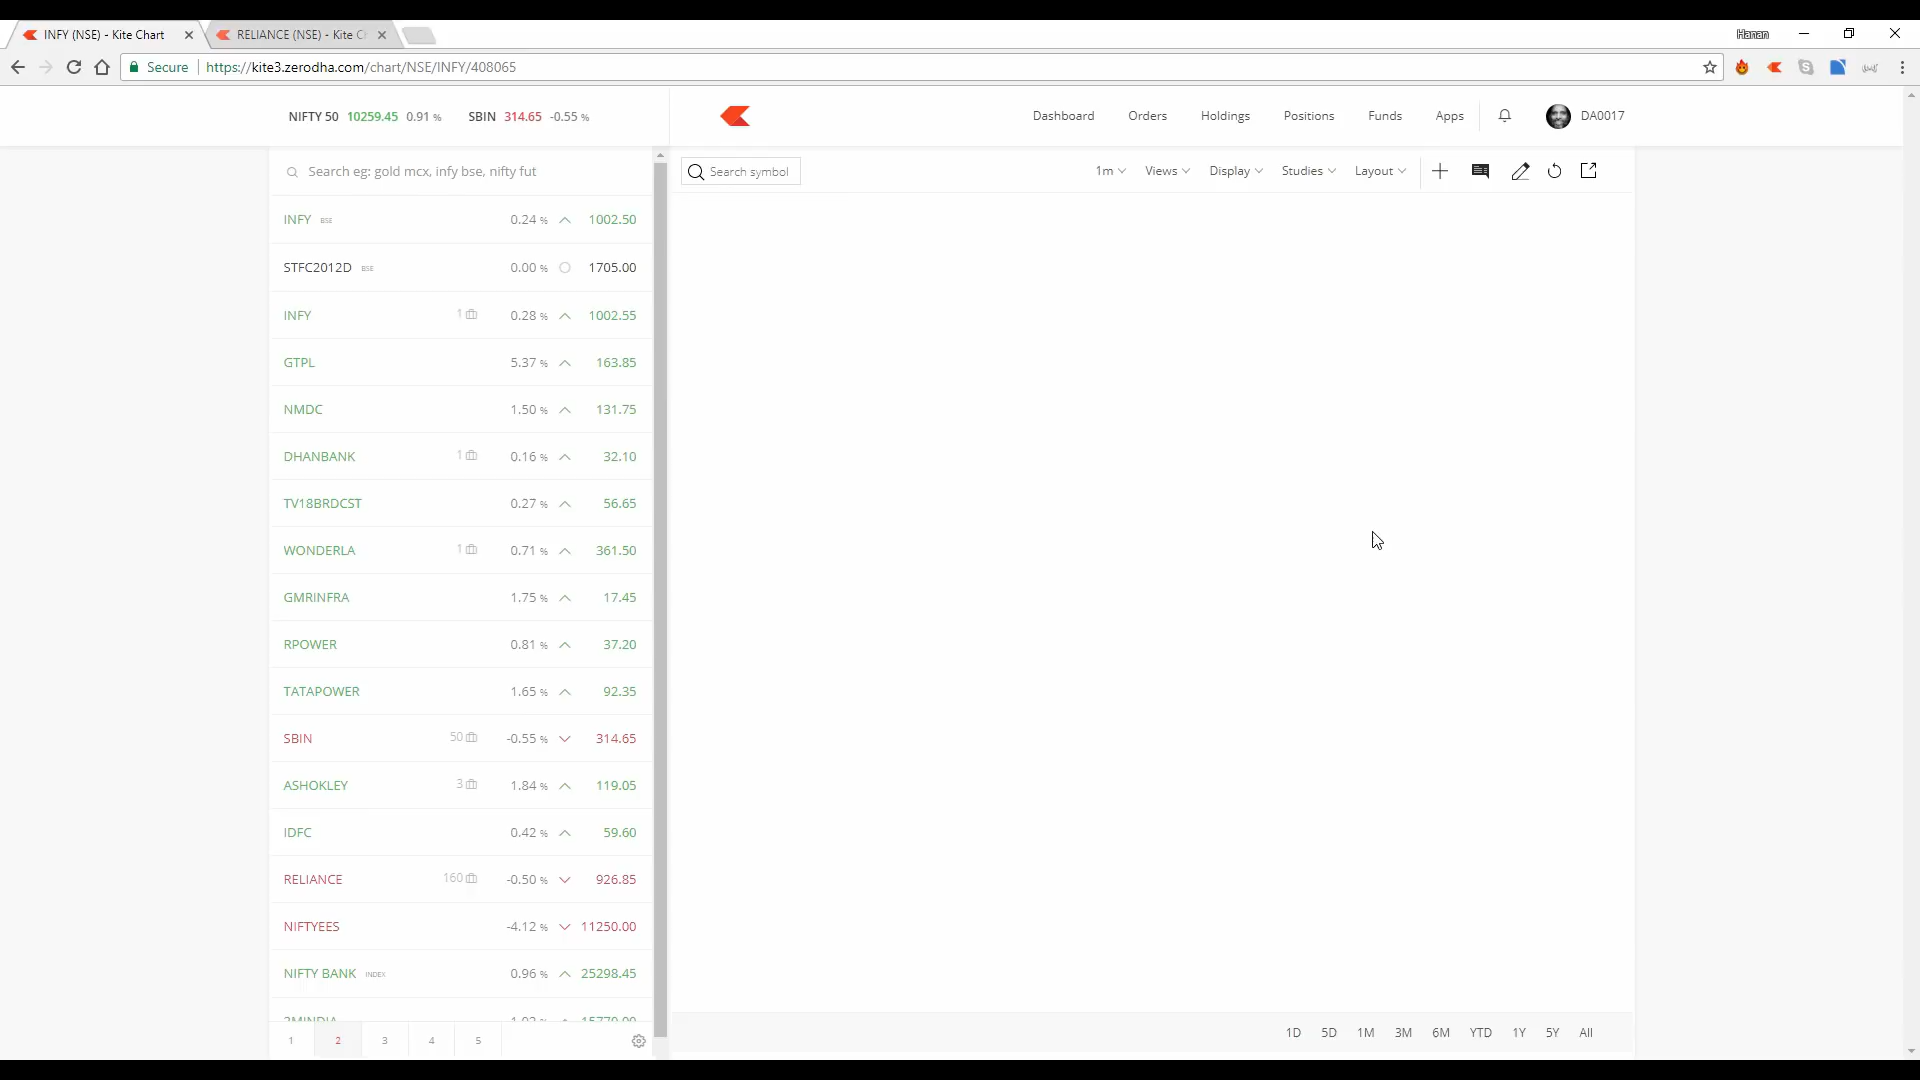 INFY (NSE) - Kite Chart
RELIANCE (NSE) - Kite C
Hanan
Secure https://kite3.zerodha.com/chart/NSE/INFY/408065
NIFTY 50 10259.45 0.91 % SBIN 314.65 -0.55 %
Dashboard Orders Holdings Positions Funds Apps DA0017
Search eg: gold mcx, infy bse, nifty fut
Search symbol 1m Views Display Studies Layout
INFY BSE 0.24 % 1002.50
STFC2012D BSE 0.00 % 1705.00
INFY 1 0.28 % 1002.55
GTPL 5.37 % 163.85
NMDC 1.50 % 131.75
DHANBANK 1 0.16 % 32.10
TV18BRDCST 0.27 % 56.65
WONDERLA 1 0.71 % 361.50
GMRINFRA 1.75 % 17.45
RPOWER 0.81 % 37.20
TATAPOWER 1.65 % 92.35
SBIN 50 -0.55 % 314.65
ASHOKLEY 3 1.84 % 119.05
IDFC 0.42 % 59.60
RELIANCE 160 -0.50 % 926.85
NIFTYEES -4.12 % 11250.00
NIFTY BANK INDEX 0.96 % 25298.45
1 2 3 4 5
1D 5D 1M 3M 6M YTD 1Y 5Y All